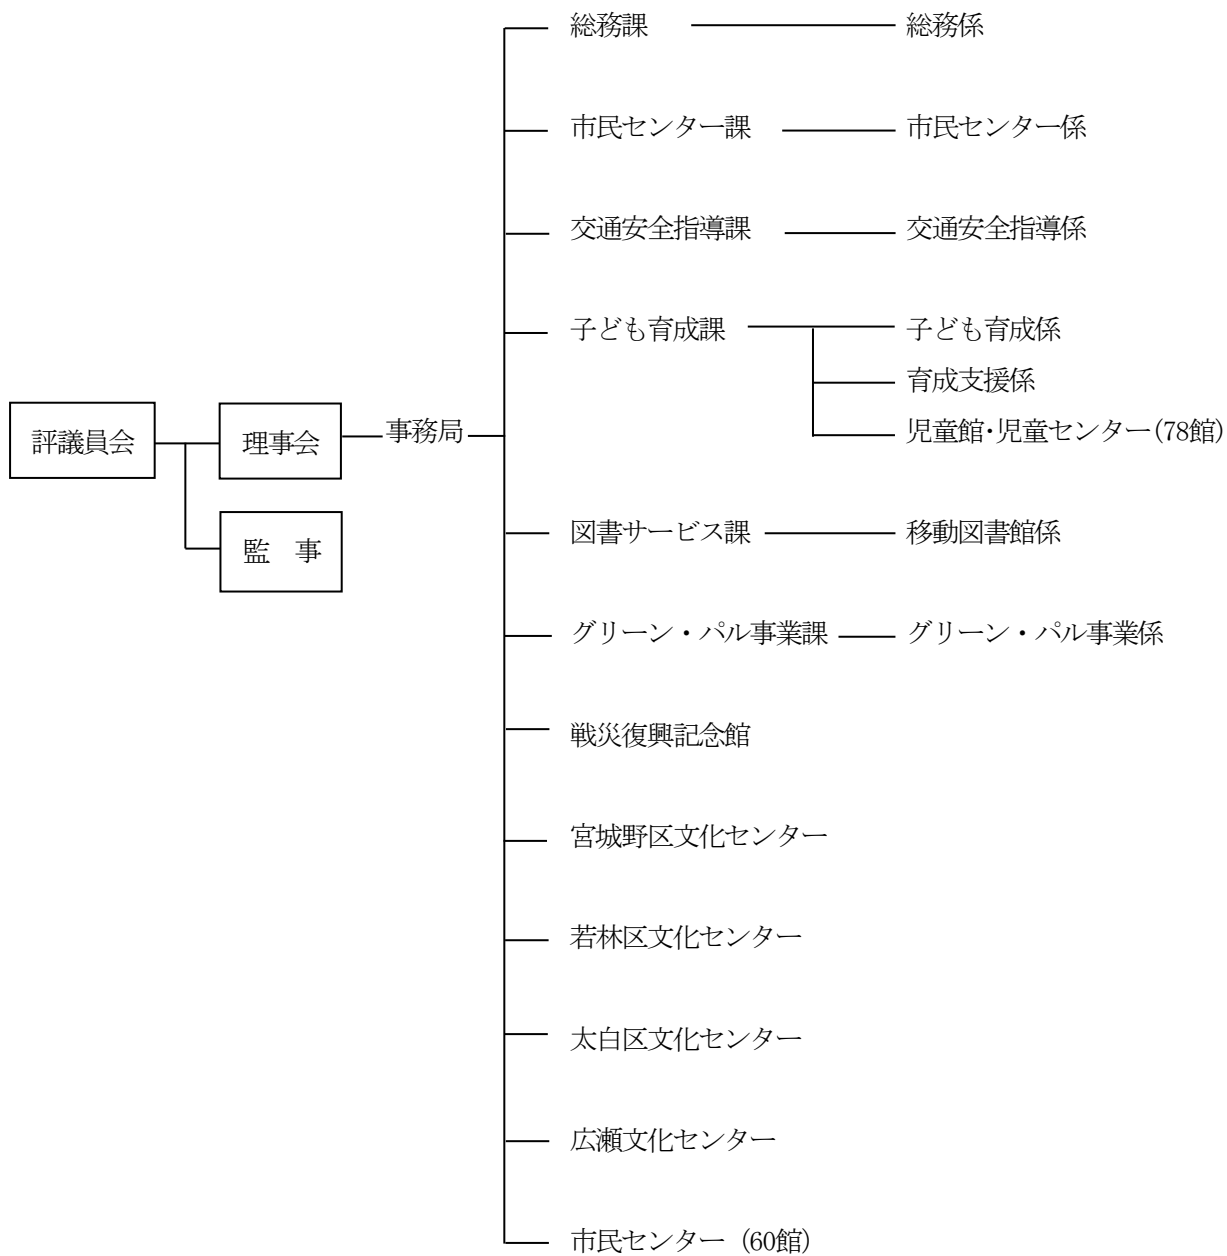 総務課 総務係
市民センター課 市民センター係
交通安全指導課 交通安全指導係
子ども育成課 子ども育成係
育成支援係
児童館・児童センター(78館)
評議員会 理事会 事務局
監　事
図書サービス課 移動図書館係
グリーン・パル事業課 グリーン・パル事業係
戦災復興記念館
宮城野区文化センター
若林区文化センター
太白区文化センター
広瀬文化センター
市民センター (60館)